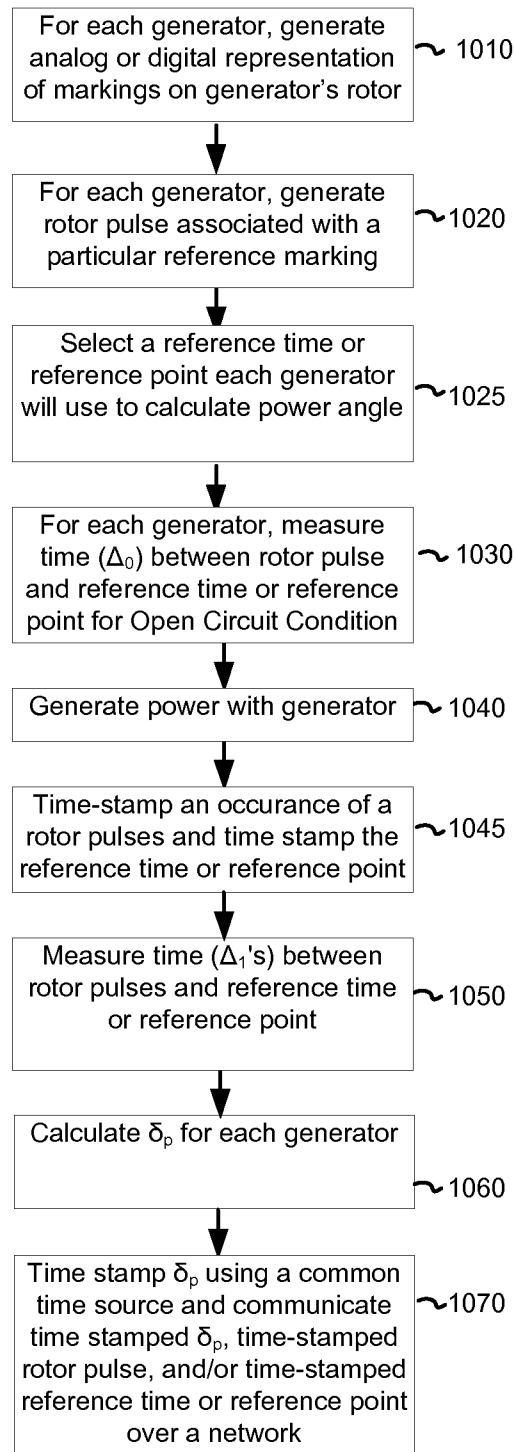 For each generator, generate
analog or digital representation
of markings on generator's rotor
1010
For each generator, generate
rotor pulse associated with a
particular reference marking
1020
Select a reference time or
reference point each generator
will use to calculate power angle
1025
For each generator, measure
time (Δ₀) between rotor pulse
and reference time or reference
point for Open Circuit Condition
1030
Generate power with generator
1040
Time-stamp an occurance of a
rotor pulses and time stamp the
reference time or reference point
1045
Measure time (Δ₁'s) between
rotor pulses and reference time
or reference point
1050
Calculate δₚ for each generator
1060
Time stamp δₚ using a common
time source and communicate
time stamped δₚ, time-stamped
rotor pulse, and/or time-stamped
reference time or reference point
over a network
1070